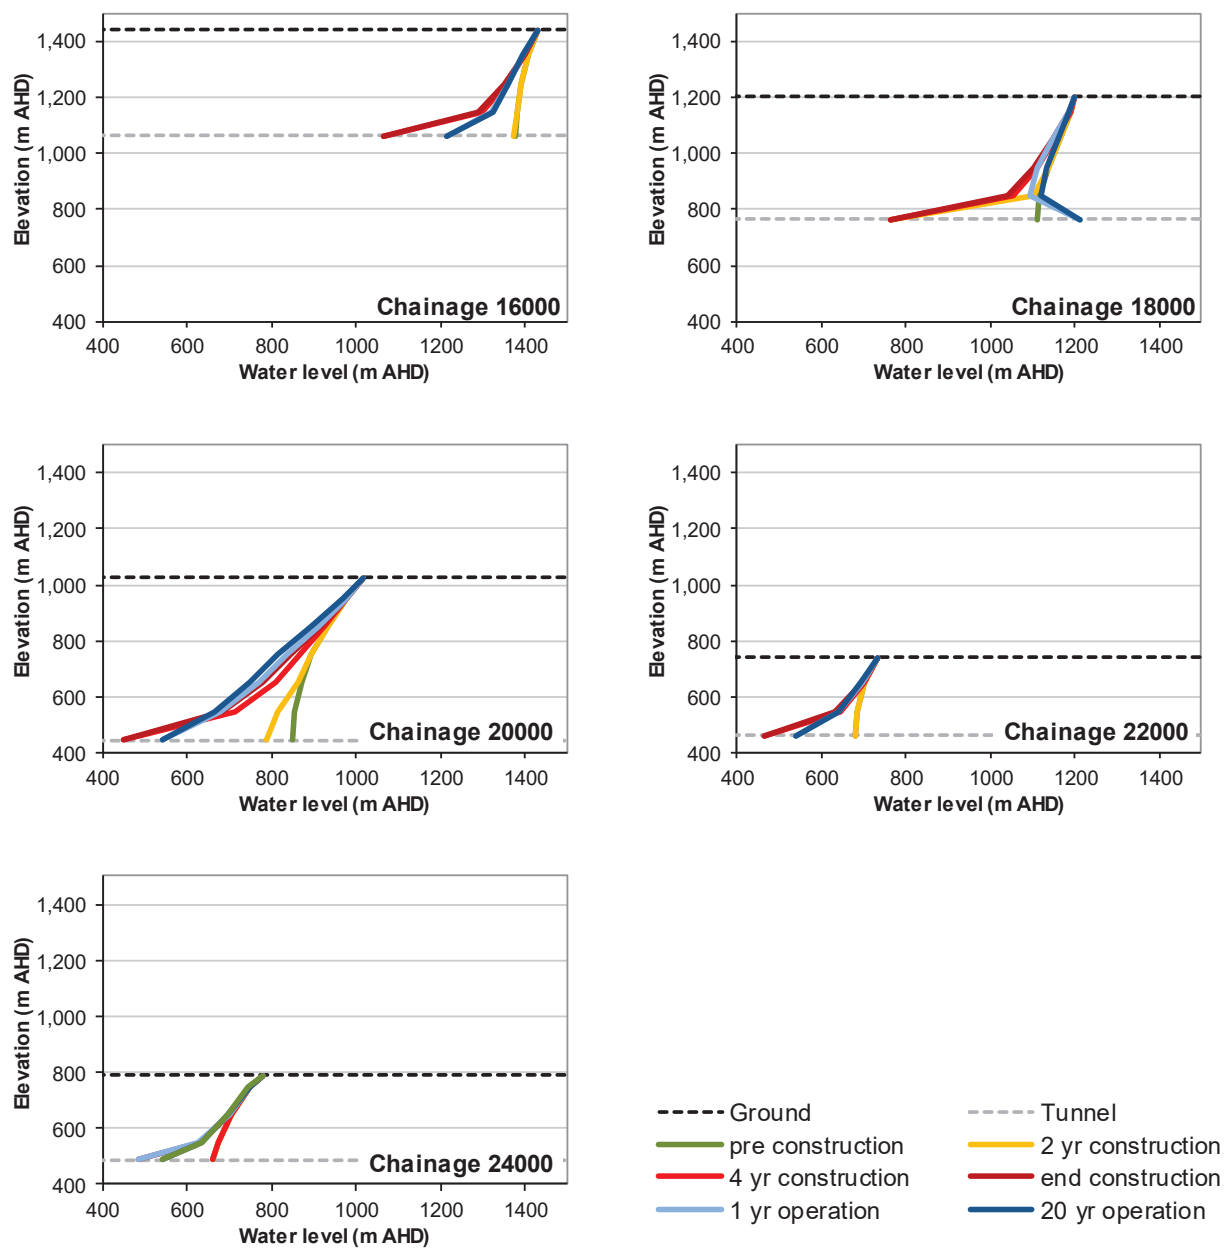 1,400
1,200
1,000
800
600
400
Elevation (m AHD)
Chainage 16000
400 600 800 1000 1200 1400
Water level (m AHD)
1,400
1,200
1,000
800
600
400
Elevation (m AHD)
Chainage 18000
400 600 800 1000 1200 1400
Water level (m AHD)
1,400
1,200
1,000
800
600
400
Elevation (m AHD)
Chainage 20000
400 600 800 1000 1200 1400
Water level (m AHD)
1,400
1,200
1,000
800
600
400
Elevation (m AHD)
Chainage 22000
400 600 800 1000 1200 1400
Water level (m AHD)
1,400
1,200
1,000
800
600
400
Elevation (m AHD)
Chainage 24000
400 600 800 1000 1200 1400
Water level (m AHD)
Ground Tunnel
pre construction 2 yr construction
4 yr construction end construction
1 yr operation 20 yr operation